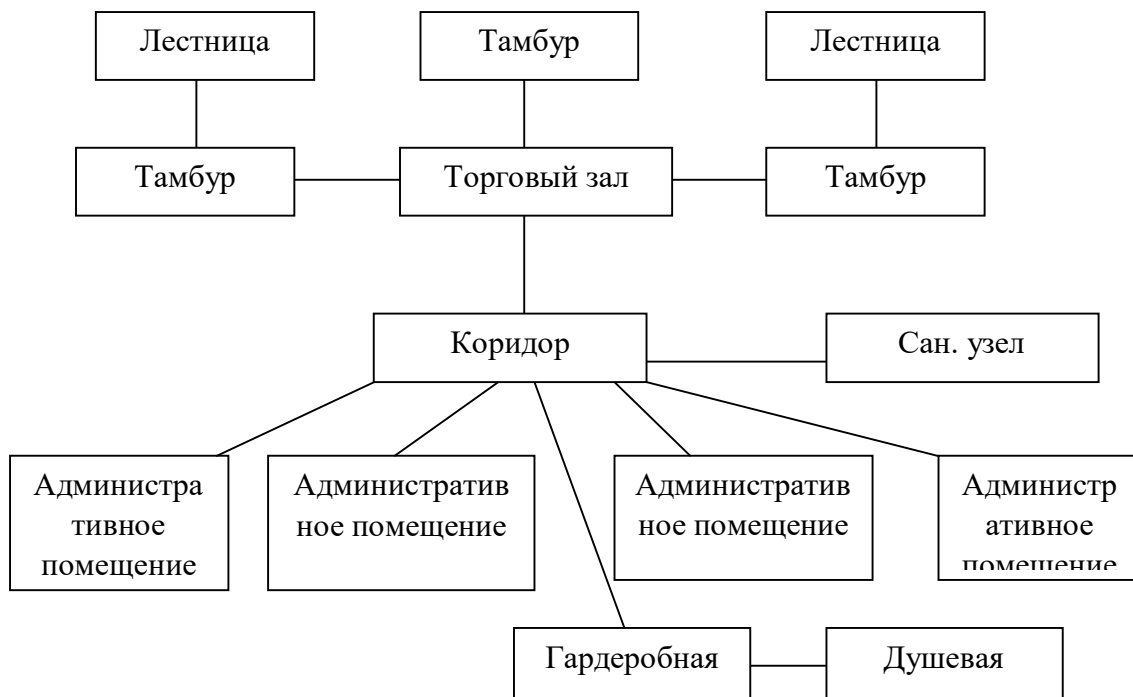 Лестница
Тамбур
Лестница
Тамбур
Торговый зал
Тамбур
Коридор
Сан. узел
Администра
тивное
помещение
Административ
ное помещение
Административ
ное помещение
Администр
ативное
помещение
Гардеробная
Душевая